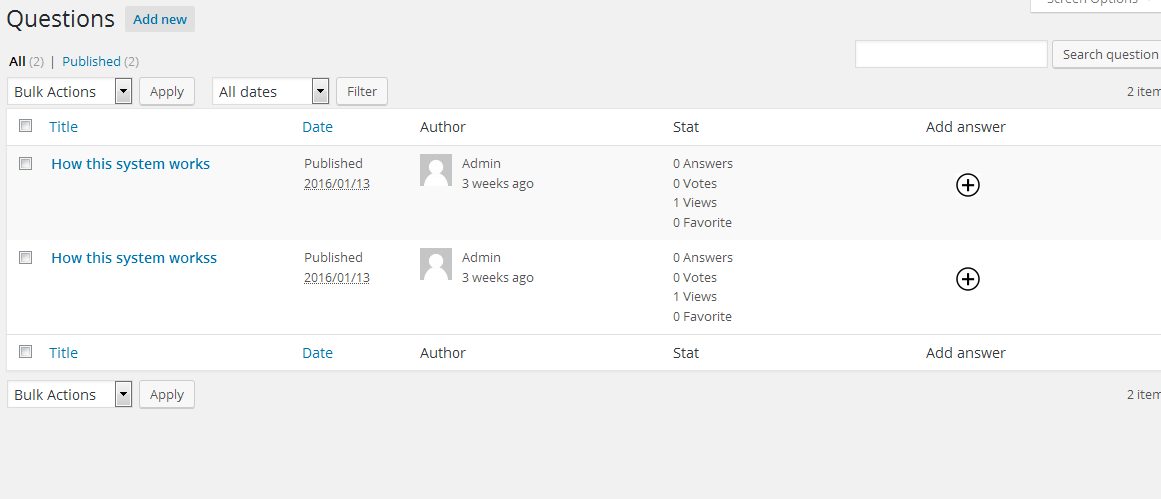 Screen Options
Questions Add new
All (2) | Published (2)
Search question
Bulk Actions Apply All dates Filter 2 item
Title Date Author Stat Add answer
How this system works Published Admin 0 Answers
2016/01/13 3 weeks ago 0 Votes
1 Views
0 Favorite
How this system workss Published Admin 0 Answers
2016/01/13 3 weeks ago 0 Votes
1 Views
0 Favorite
Title Date Author Stat Add answer
Bulk Actions Apply 2 item